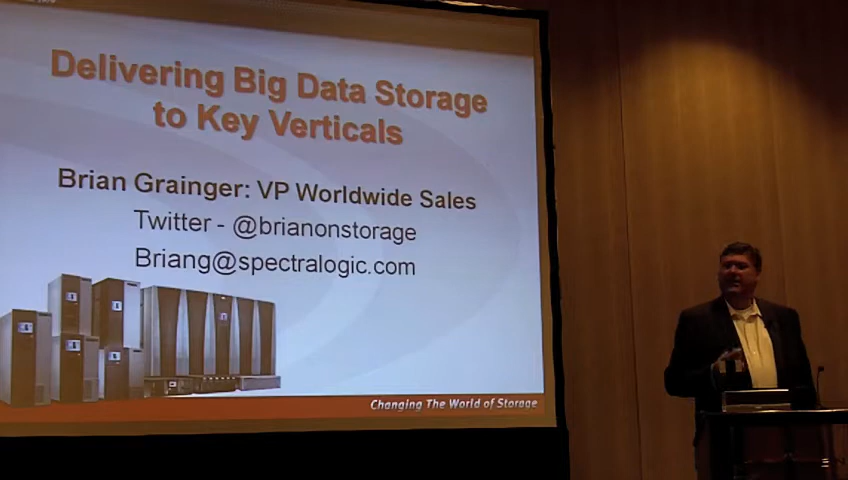 Delivering Big Data Storage
to Key Verticals
Brian Grainger: VP Worldwide Sales
Twitter - @brianonstorage
Briang@spectralogic.com
Changing The World of Storage